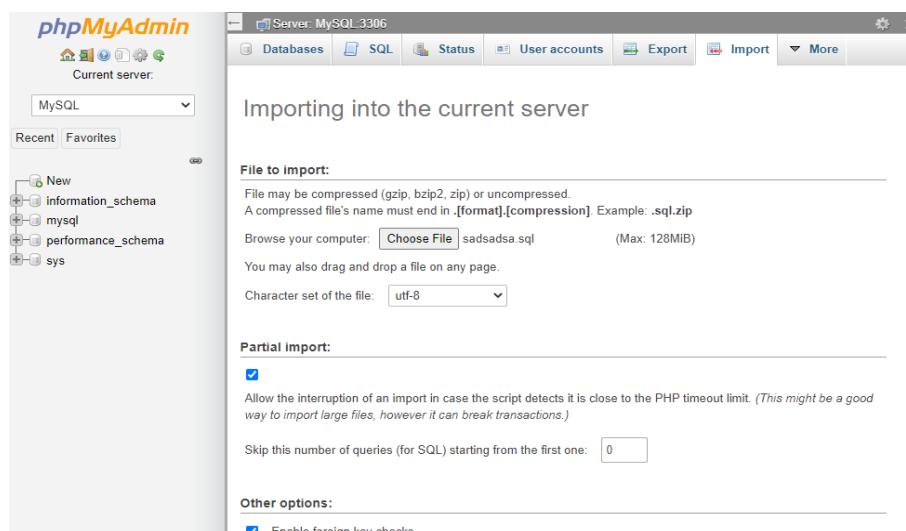 phpMyAdmin
Current server:
MySQL
Recent Favorites
New
information_schema
mysql
performance_schema
sys
Server: MySQL:3306
Databases SQL Status User accounts Export Import More
Importing into the current server
File to import:
File may be compressed (gzip, bzip2, zip) or uncompressed.
A compressed file's name must end in .[format].[compression]. Example: .sql.zip
Browse your computer: Choose File sadsadsa.sql (Max: 128MiB)
You may also drag and drop a file on any page.
Character set of the file: utf-8
Partial import:
Allow the interruption of an import in case the script detects it is close to the PHP timeout limit. (This might be a good
way to import large files, however it can break transactions.)
Skip this number of queries (for SQL) starting from the first one: 0
Other options:
Enable foreign key checks